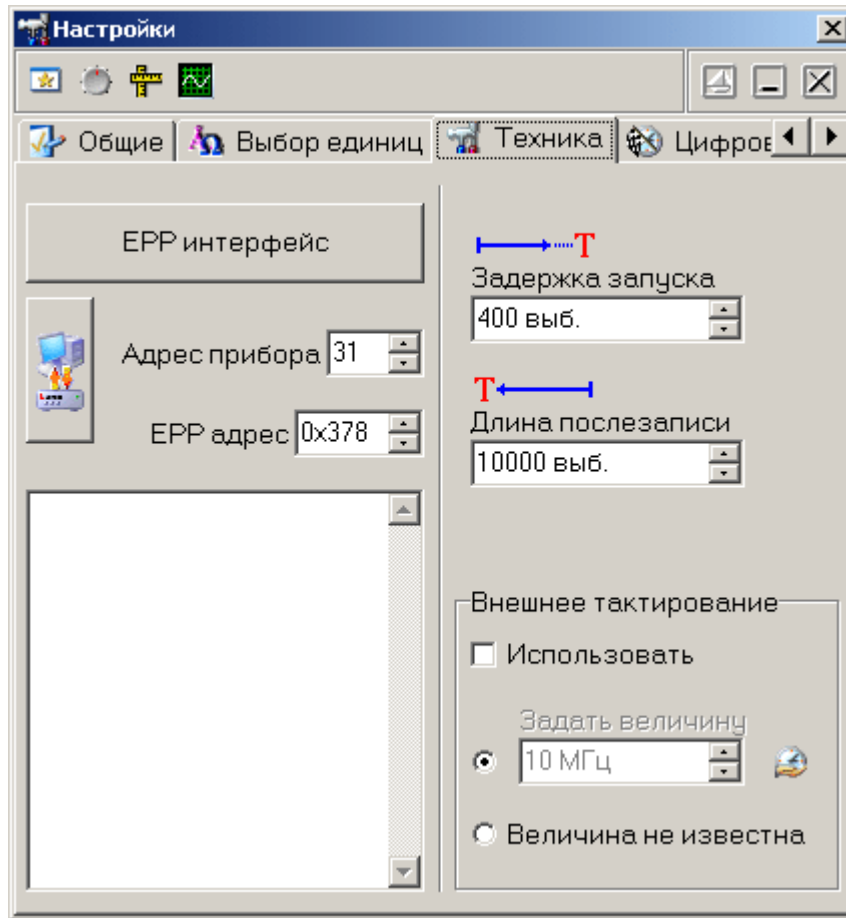 Настройки
Общие
Выбор единиц
Техника
Цифров
EPP интерфейс
Адрес прибора 31
EPP адрес 0x378
T
Задержка запуска
400 выб.
T
Длина послезаписи
10000 выб.
Внешнее тактирование
Использовать
Задать величину
10 МГц
Величина не известна